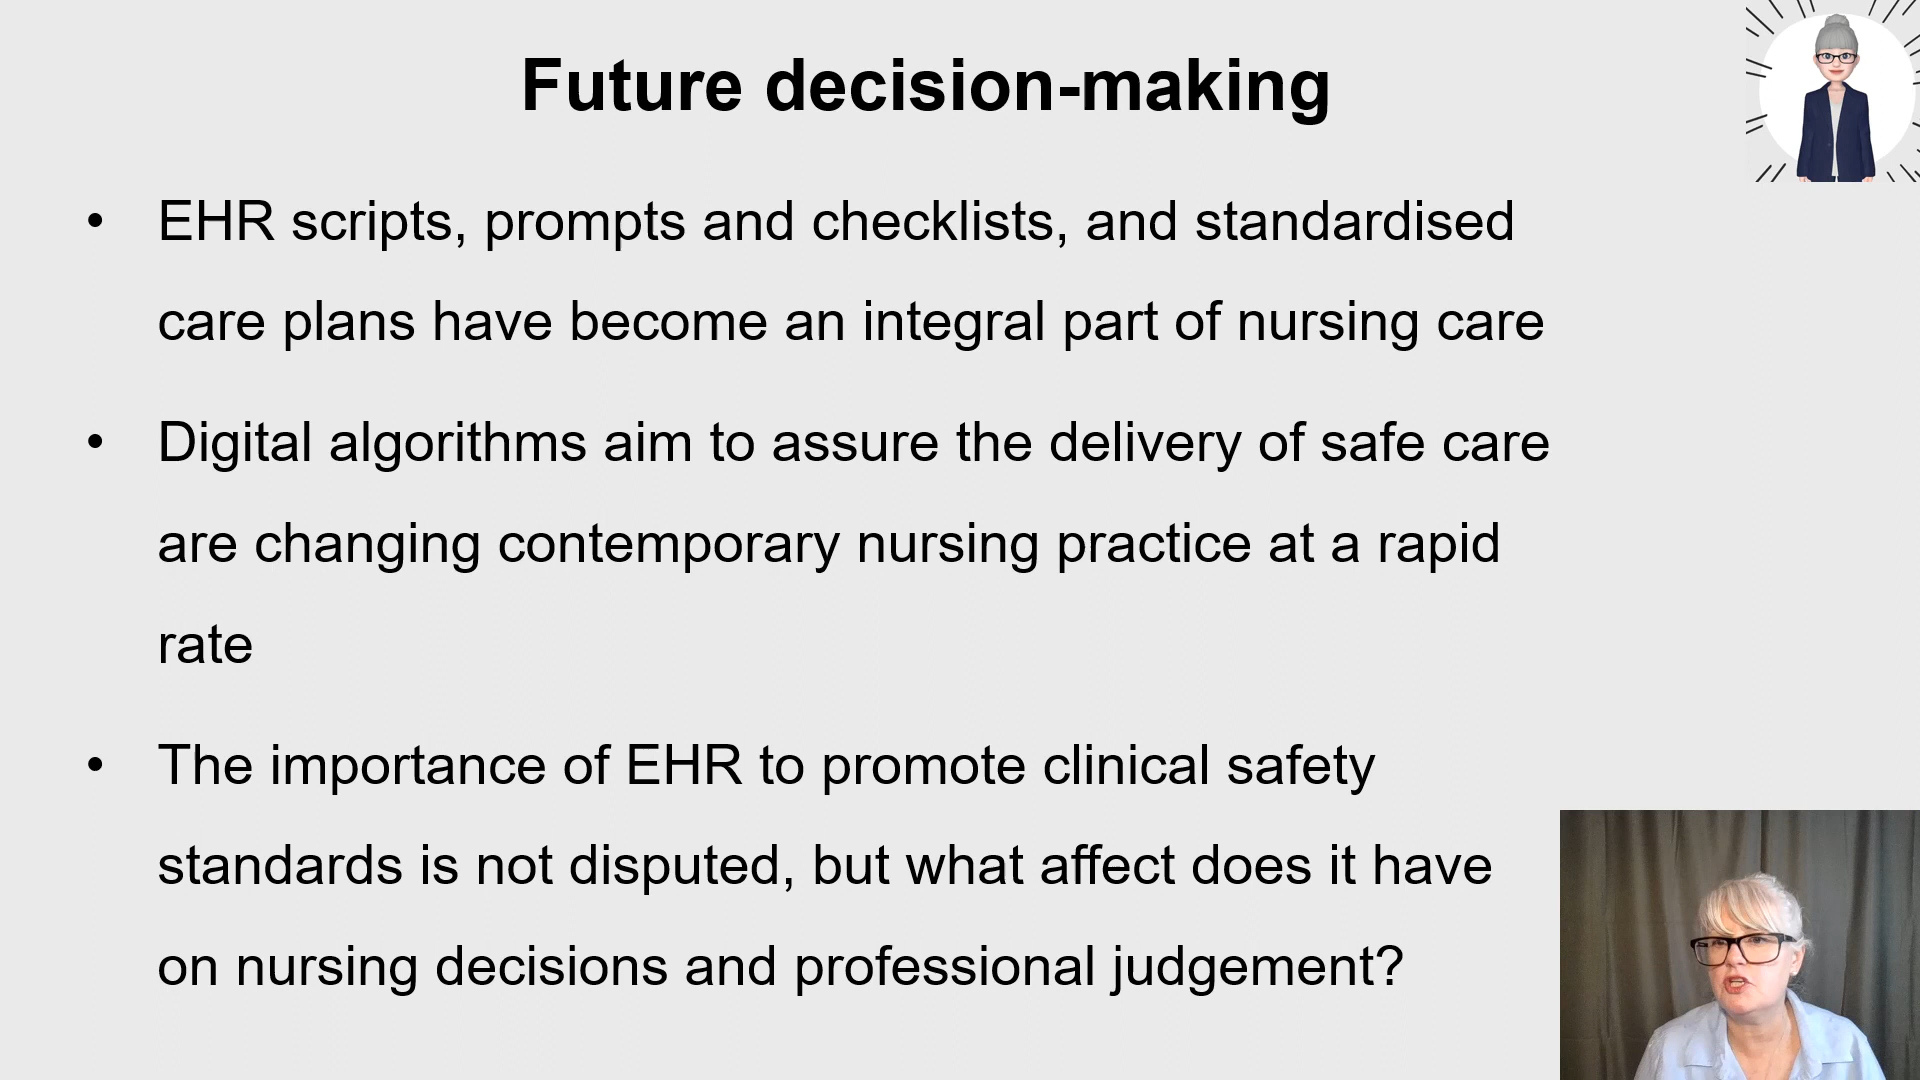 Future decision-making
• EHR scripts, prompts and checklists, and standardised
care plans have become an integral part of nursing care
• Digital algorithms aim to assure the delivery of safe care
are changing contemporary nursing practice at a rapid
rate
• The importance of EHR to promote clinical safety
standards is not disputed, but what affect does it have
on nursing decisions and professional judgement?